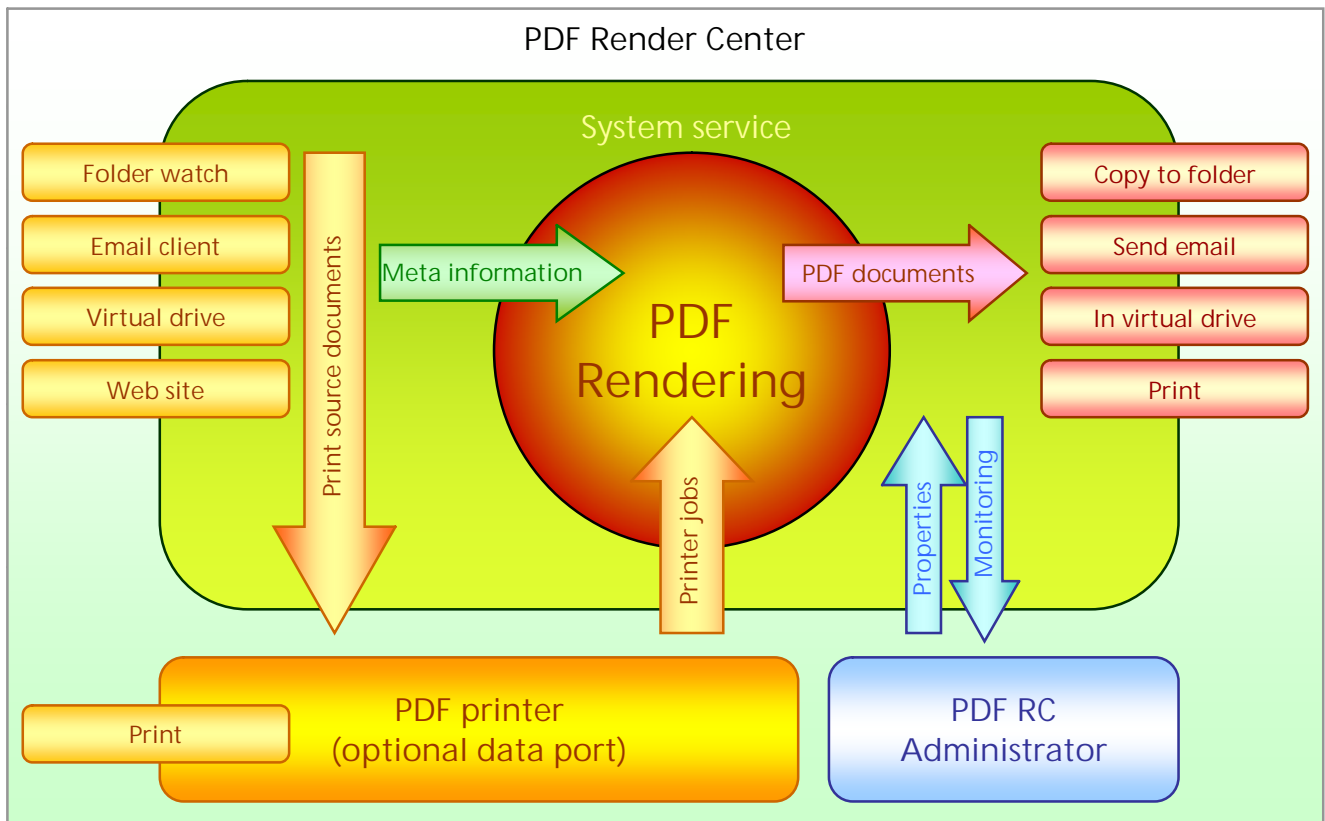 PDF Render Center
System service
Folder watch
Email client
Virtual drive
Web site
Print source documents
Meta information
PDF
Rendering
PDF documents
Copy to folder
Send email
In virtual drive
Print
Printer jobs
Properties
Monitoring
Print
PDF printer
(optional data port)
PDF RC
Administrator